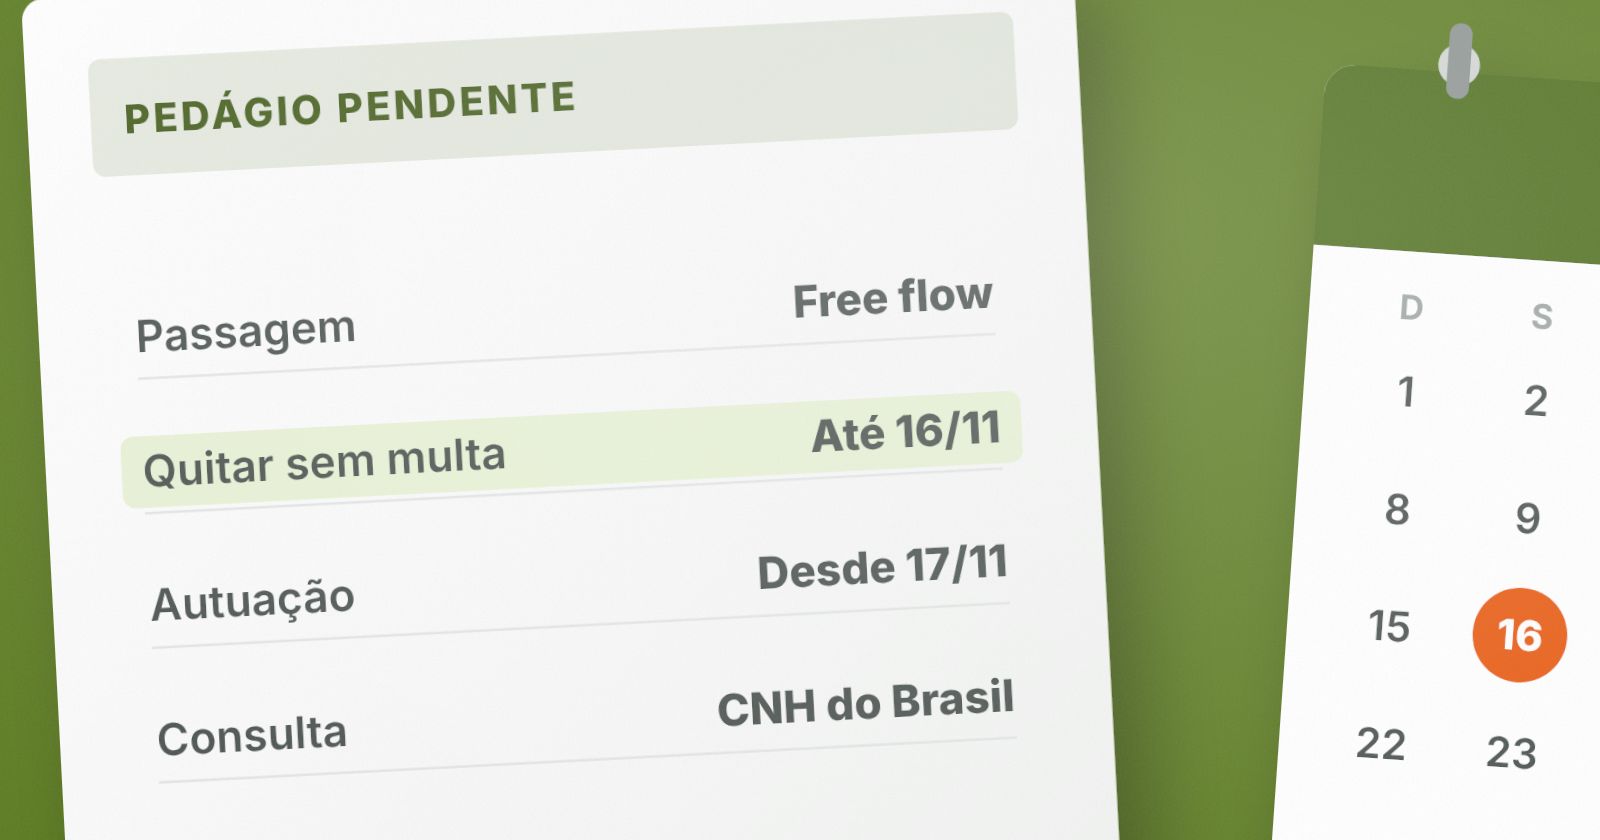 PEDÁGIO PENDENTE
Passagem Free flow
Quitar sem multa Até 16/11
Autuação Desde 17/11
Consulta CNH do Brasil
D S
1 2
8 9
15 16
22 23